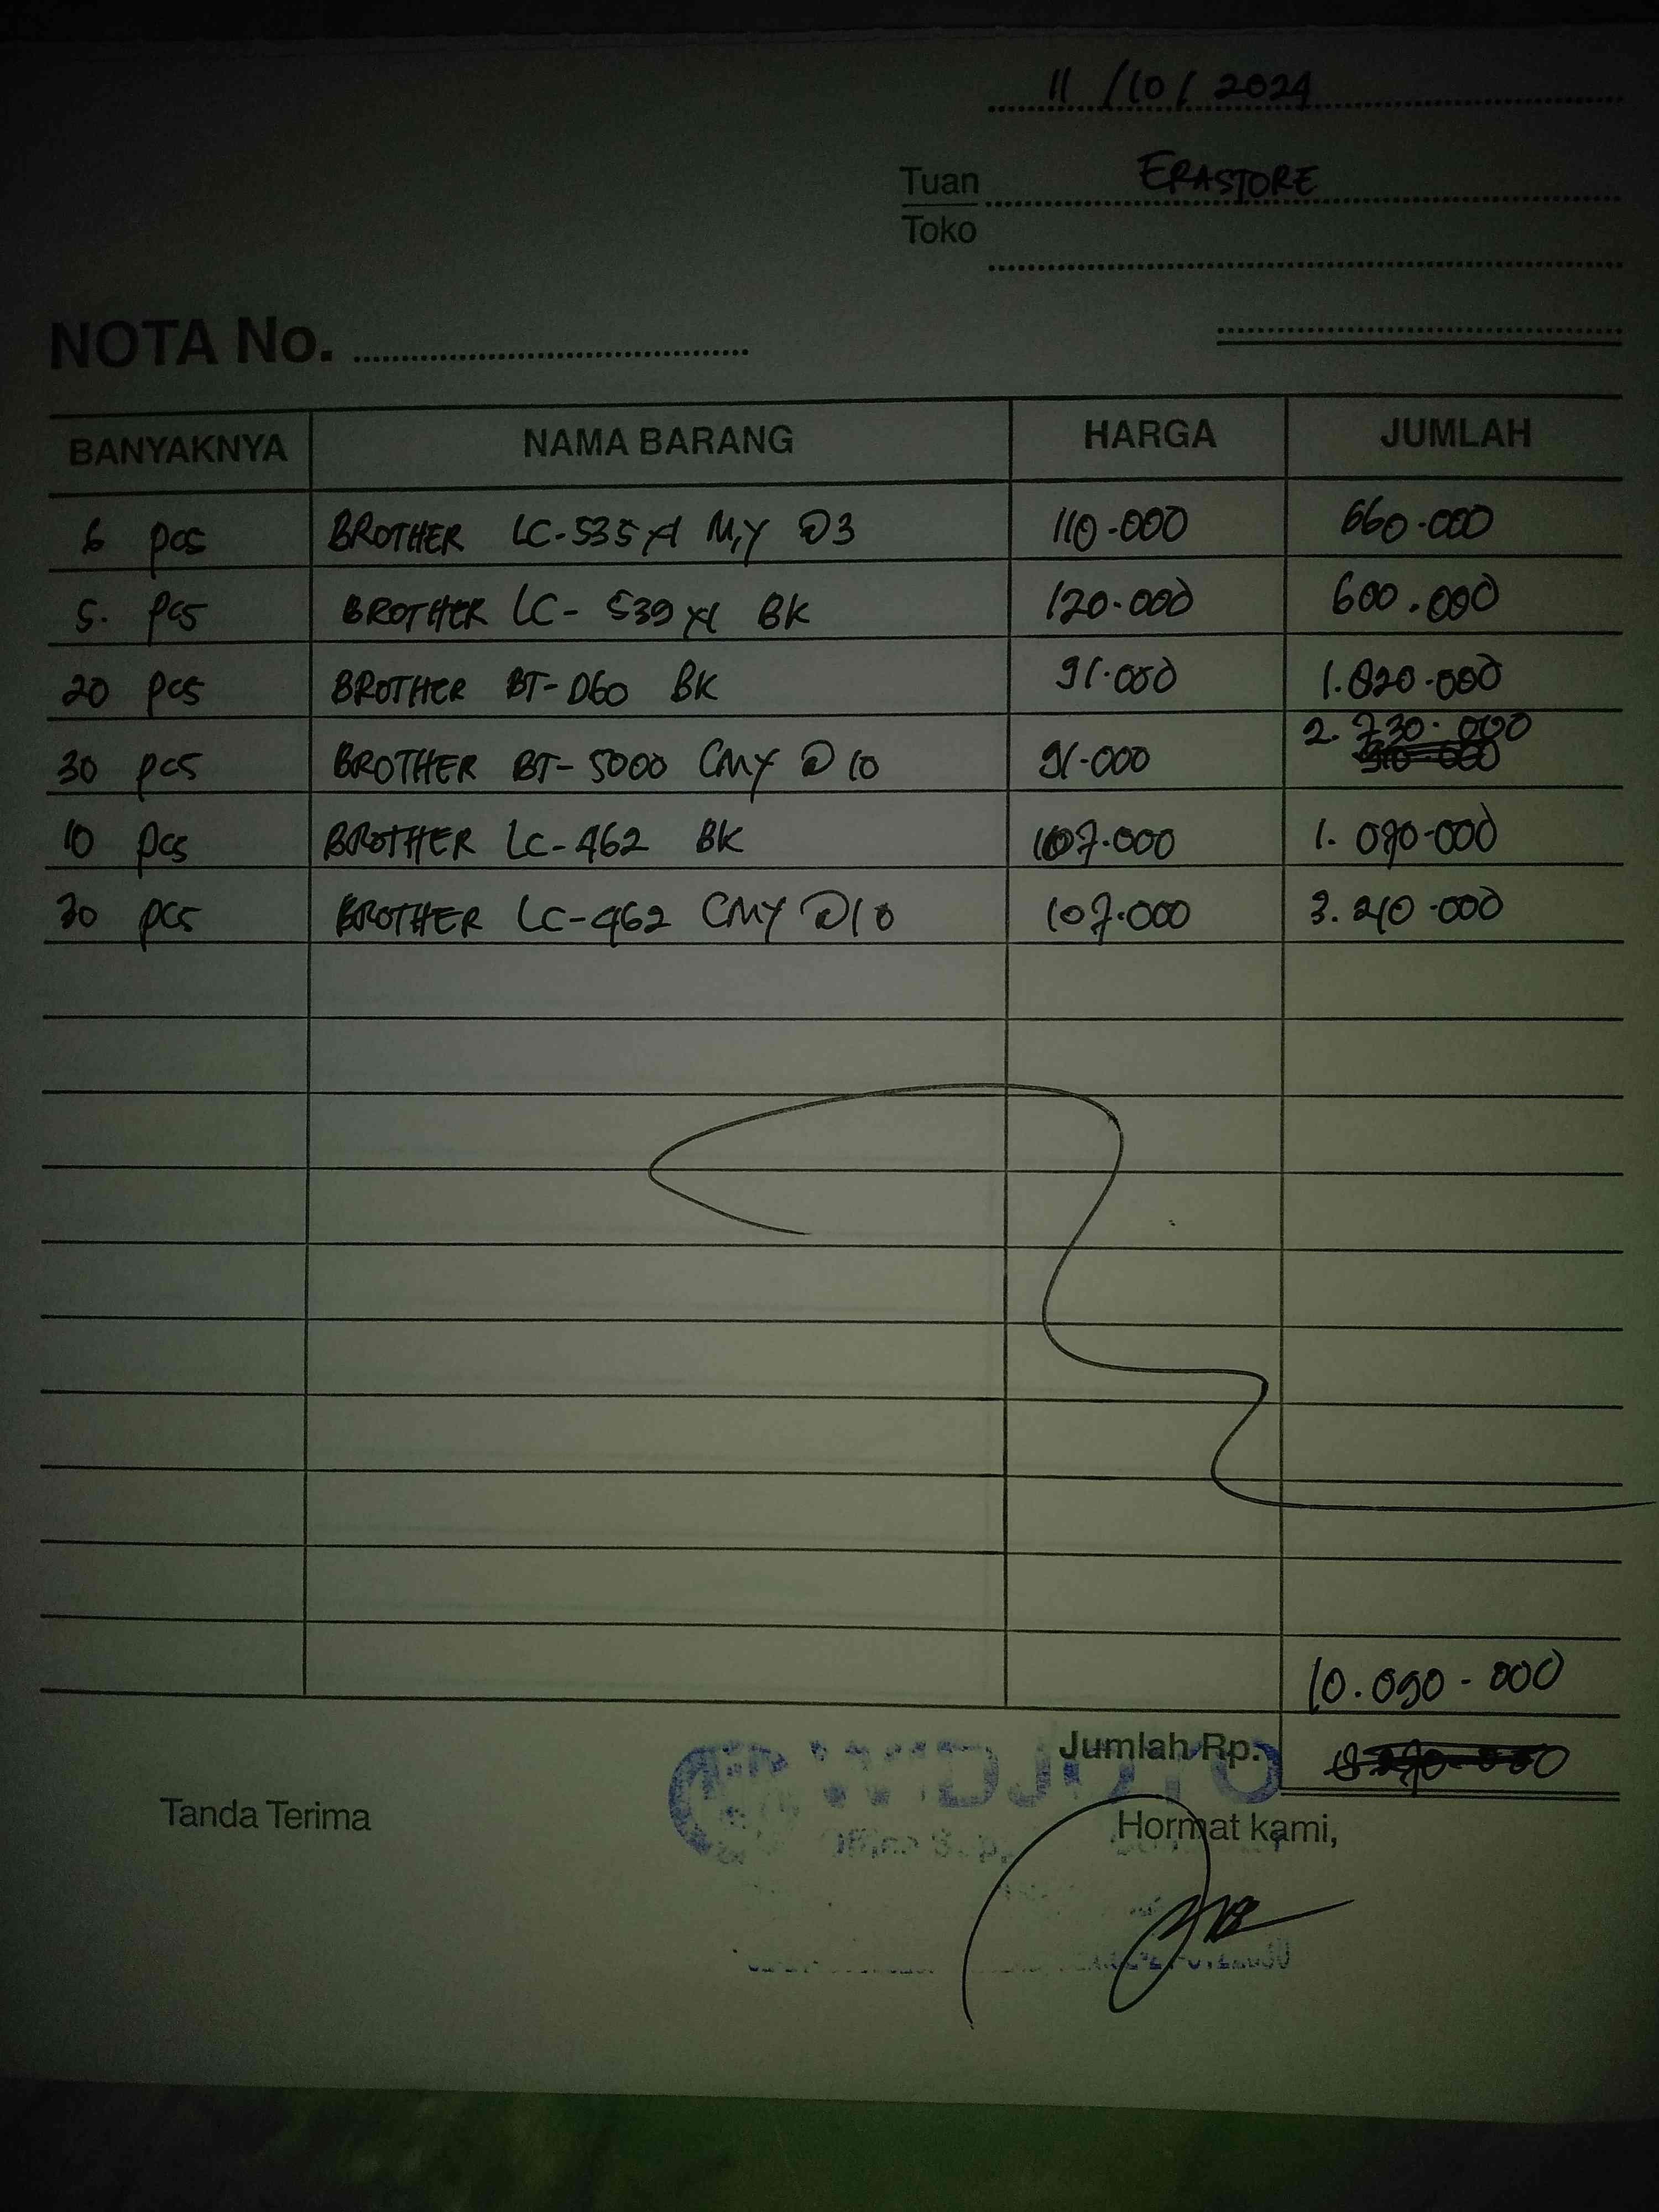 11 / 10 / 2024
Tuan ERASTORE
Toko
NOTA No.
BANYAKNYA NAMA BARANG HARGA JUMLAH
6 pcs BROTHER LC-535 xl M,Y @3 110.000 660.000
5. pcs BROTHER LC- 539 xl BK 120.000 600.000
20 pcs BROTHER BT-D60 BK 91.000 1.820.000
2.730.000
30 pcs BROTHER BT-5000 CMY @ 10 91.000
10 pcs BROTHER LC-462 BK 107.000 1.070.000
30 pcs BROTHER LC-462 CMY @10 107.000 3.210.000
10.090.000
Jumlah Rp.
Tanda Terima Hormat kami,